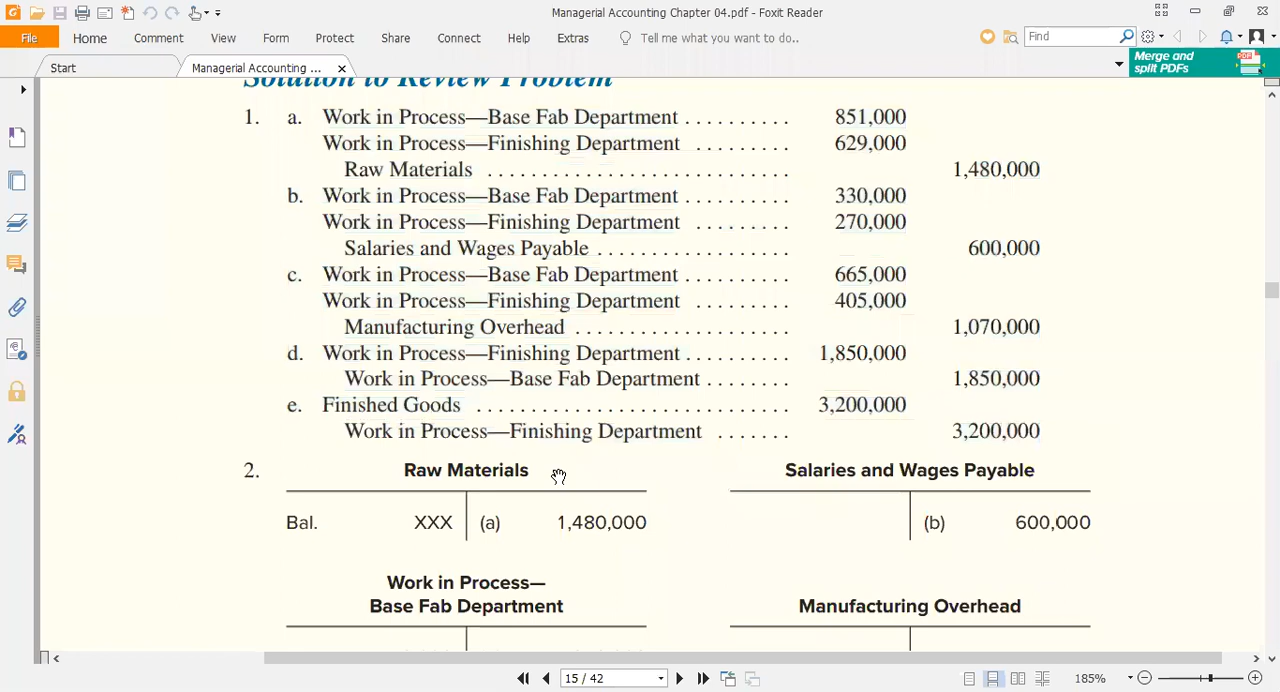 Managerial Accounting Chapter 04.pdf - Foxit Reader
File Home Comment View Form Protect Share Connect Help Extras Tell me what you want to do.. Find
Start Managerial Accounting ... Merge and split PDFs
Solution to Review Problem
1. a. Work in Process—Base Fab Department . . . . . . . . . . 851,000
Work in Process—Finishing Department . . . . . . . . . 629,000
Raw Materials . . . . . . . . . . . . . . . . . . . . . . . . . . . 1,480,000
b. Work in Process—Base Fab Department . . . . . . . . . . 330,000
Work in Process—Finishing Department . . . . . . . . . 270,000
Salaries and Wages Payable . . . . . . . . . . . . . . . . . 600,000
c. Work in Process—Base Fab Department . . . . . . . . . . 665,000
Work in Process—Finishing Department . . . . . . . . . 405,000
Manufacturing Overhead . . . . . . . . . . . . . . . . . . . 1,070,000
d. Work in Process—Finishing Department . . . . . . . . . . 1,850,000
Work in Process—Base Fab Department . . . . . . . . 1,850,000
e. Finished Goods . . . . . . . . . . . . . . . . . . . . . . . . . . . . 3,200,000
Work in Process—Finishing Department . . . . . . . 3,200,000
2. Raw Materials Salaries and Wages Payable
Bal. XXX (a) 1,480,000 (b) 600,000
Work in Process—
Base Fab Department Manufacturing Overhead
15 / 42 185%